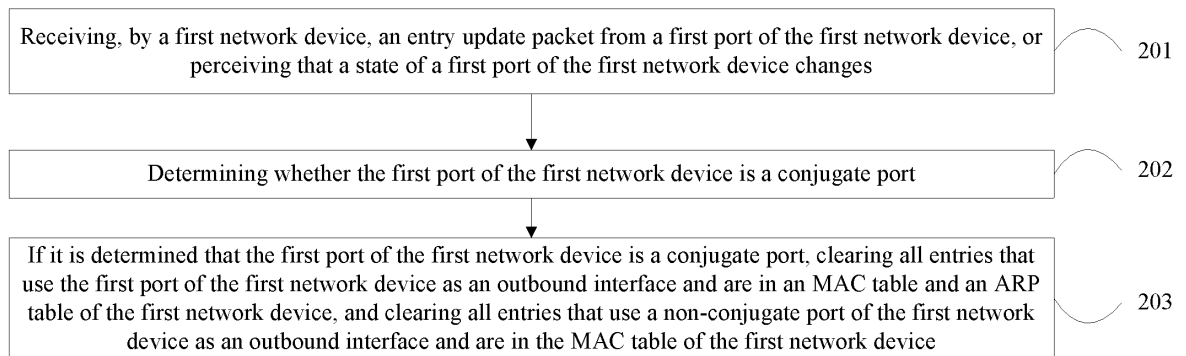 Receiving, by a first network device, an entry update packet from a first port of the first network device, or
perceiving that a state of a first port of the first network device changes
201
Determining whether the first port of the first network device is a conjugate port
202
If it is determined that the first port of the first network device is a conjugate port, clearing all entries that
use the first port of the first network device as an outbound interface and are in an MAC table and an ARP
table of the first network device, and clearing all entries that use a non-conjugate port of the first network
device as an outbound interface and are in the MAC table of the first network device
203